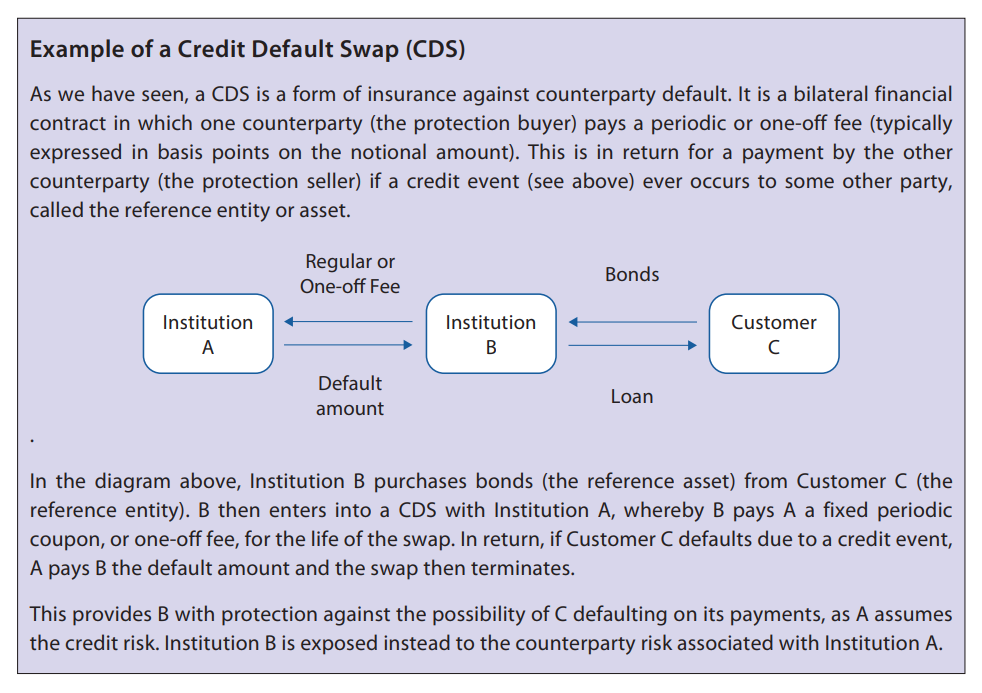 Example of a Credit Default Swap (CDS)
As we have seen, a CDS is a form of insurance against counterparty default. It is a bilateral financial
contract in which one counterparty (the protection buyer) pays a periodic or one-off fee (typically
expressed in basis points on the notional amount). This is in return for a payment by the other
counterparty (the protection seller) if a credit event (see above) ever occurs to some other party,
called the reference entity or asset.
Regular or
One-off Fee
Bonds
Institution
A
Institution
B
Customer
C
Default
amount
Loan
.
In the diagram above, Institution B purchases bonds (the reference asset) from Customer C (the
reference entity). B then enters into a CDS with Institution A, whereby B pays A a fixed periodic
coupon, or one-off fee, for the life of the swap. In return, if Customer C defaults due to a credit event,
A pays B the default amount and the swap then terminates.
This provides B with protection against the possibility of C defaulting on its payments, as A assumes
the credit risk. Institution B is exposed instead to the counterparty risk associated with Institution A.